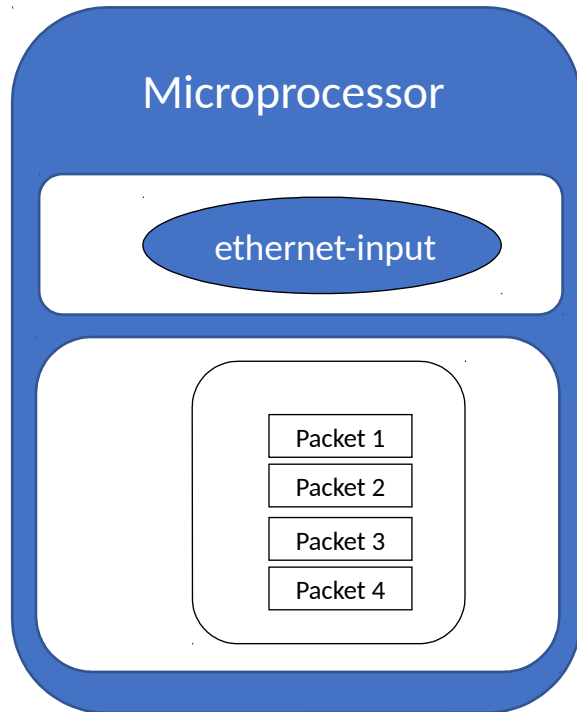 Microprocessor
ethernet-input
Packet 1
Packet 2
Packet 3
Packet 4